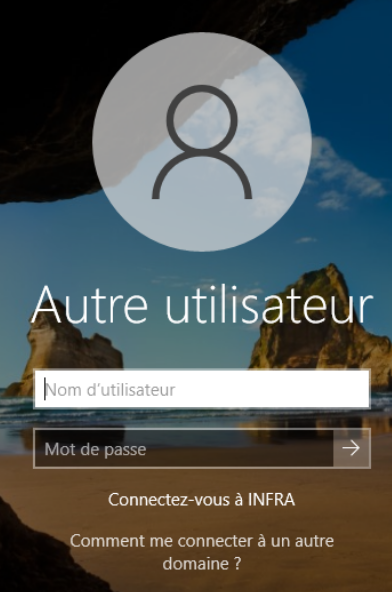 Autre utilisateur
Nom d'utilisateur
Mot de passe
Connectez-vous à INFRA
Comment me connecter à un autre
domaine ?